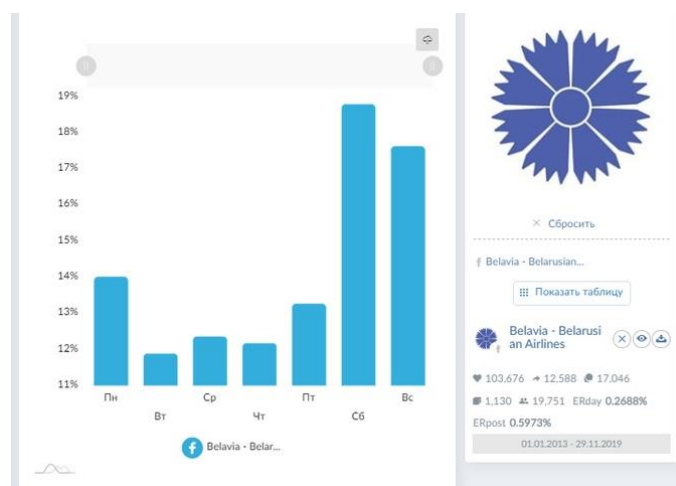 19%
18%
17%
16%
15%
14%
13%
12%
11%
Пн
Вт
Ср
Чт
Пт
Сб
Вс
Belavia - Belar...
× Сбросить
Belavia - Belarusian...
Показать таблицу
Belavia - Belarusi
an Airlines
103,676 12,588 17,046
1,130 19,751 ERday 0.2688%
ERpost 0.5973%
01.01.2013 - 29.11.2019